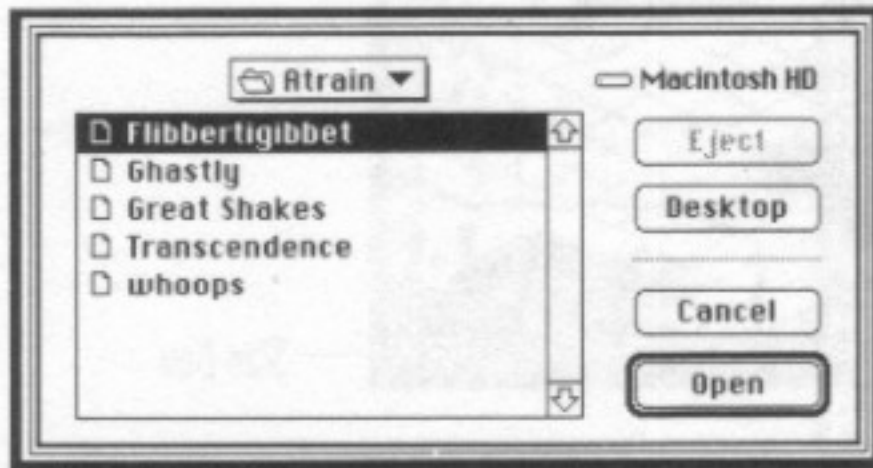 Atrain
Macintosh HD
Flibbertigibbet
Ghastly
Great Shakes
Transcendence
whoops
Eject
Desktop
Cancel
Open